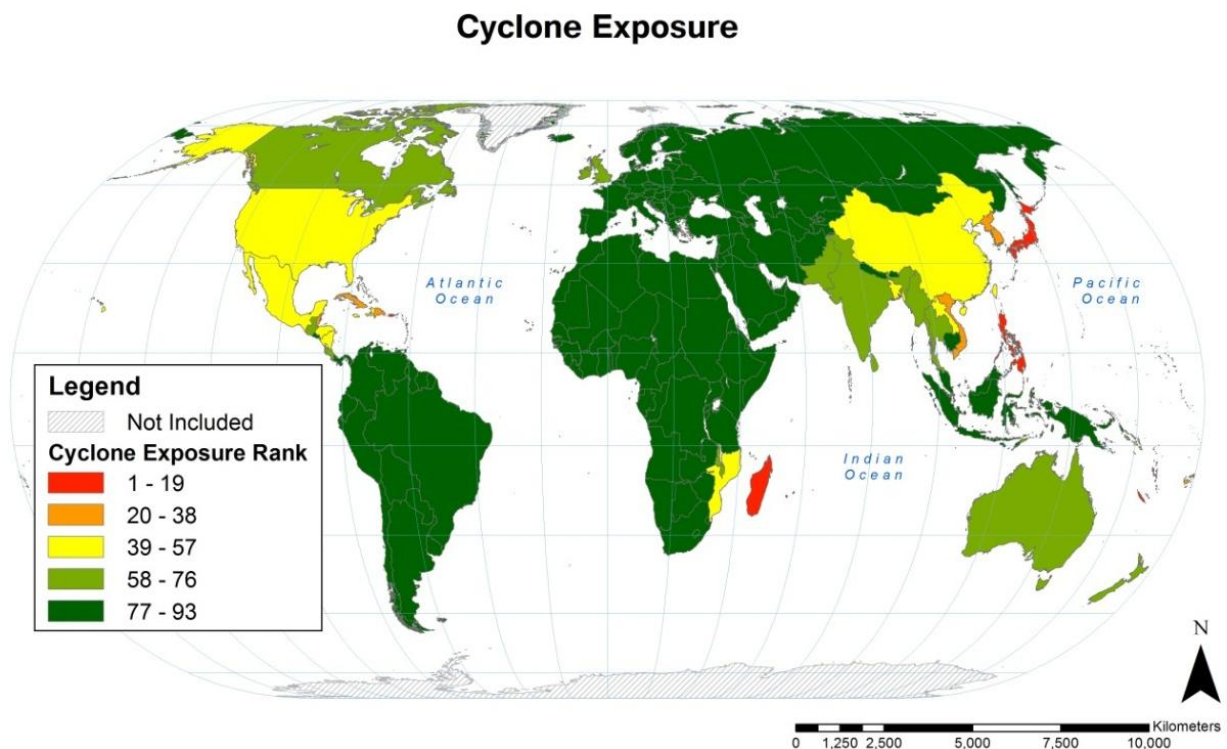 Cyclone Exposure
Atlantic
Ocean
Pacific
Ocean
Indian
Ocean
Legend
Not Included
Cyclone Exposure Rank
1 - 19
20 - 38
39 - 57
58 - 76
77 - 93
N
Kilometers
0 1,250 2,500 5,000 7,500 10,000